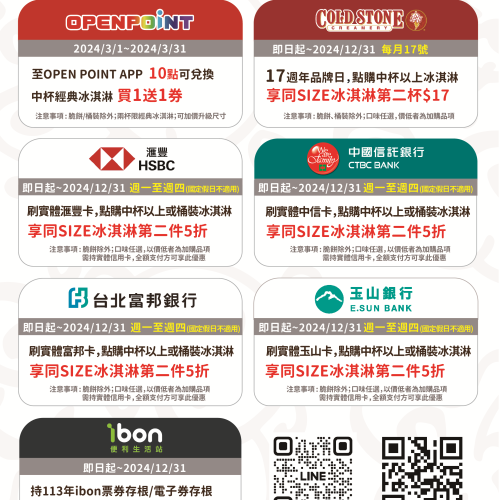 OPENPOiNT
2024/3/1~2024/3/31
至OPEN POINT APP 10點可兌換
中杯經典冰淇淋 買1送1券
注意事項:脆餅/桶裝除外;兩杯限經典冰淇淋;可加價升級尺寸
COLD STONE
CREAMERY
即日起~2024/12/31 每月17號
17週年品牌日,點購中杯以上冰淇淋
享同SIZE冰淇淋第二杯$17
注意事項:脆餅、桶裝除外;口味任選,價低者為加購品項
滙豐
HSBC
即日起~2024/12/31 週一至週四(國定假日不適用)
刷實體滙豐卡,點購中杯以上或桶裝冰淇淋
享同SIZE冰淇淋第二件5折
注意事項:脆餅除外;口味任選,以價低者為加購品項
需持實體信用卡,全額支付方可享此優惠
We are Family
中國信託銀行
CTBC BANK
即日起~2024/12/31 週一至週四(國定假日不適用)
刷實體中信卡,點購中杯以上或桶裝冰淇淋
享同SIZE冰淇淋第二件5折
注意事項:脆餅除外;口味任選,以價低者為加購品項
需持實體信用卡,全額支付方可享此優惠
台北富邦銀行
即日起~2024/12/31 週一至週四(國定假日不適用)
刷實體富邦卡,點購中杯以上或桶裝冰淇淋
享同SIZE冰淇淋第二件5折
注意事項:脆餅除外;口味任選,以價低者為加購品項
需持實體信用卡,全額支付方可享此優惠
玉山銀行
E.SUN BANK
即日起~2024/12/31 週一至週四(國定假日不適用)
刷實體玉山卡,點購中杯以上或桶裝冰淇淋
享同SIZE冰淇淋第二件5折
注意事項:脆餅除外;口味任選,以價低者為加購品項
需持實體信用卡,全額支付方可享此優惠
ibon
便利生活站
即日起~2024/12/31
持113年ibon票券存根/電子券存根
LINE